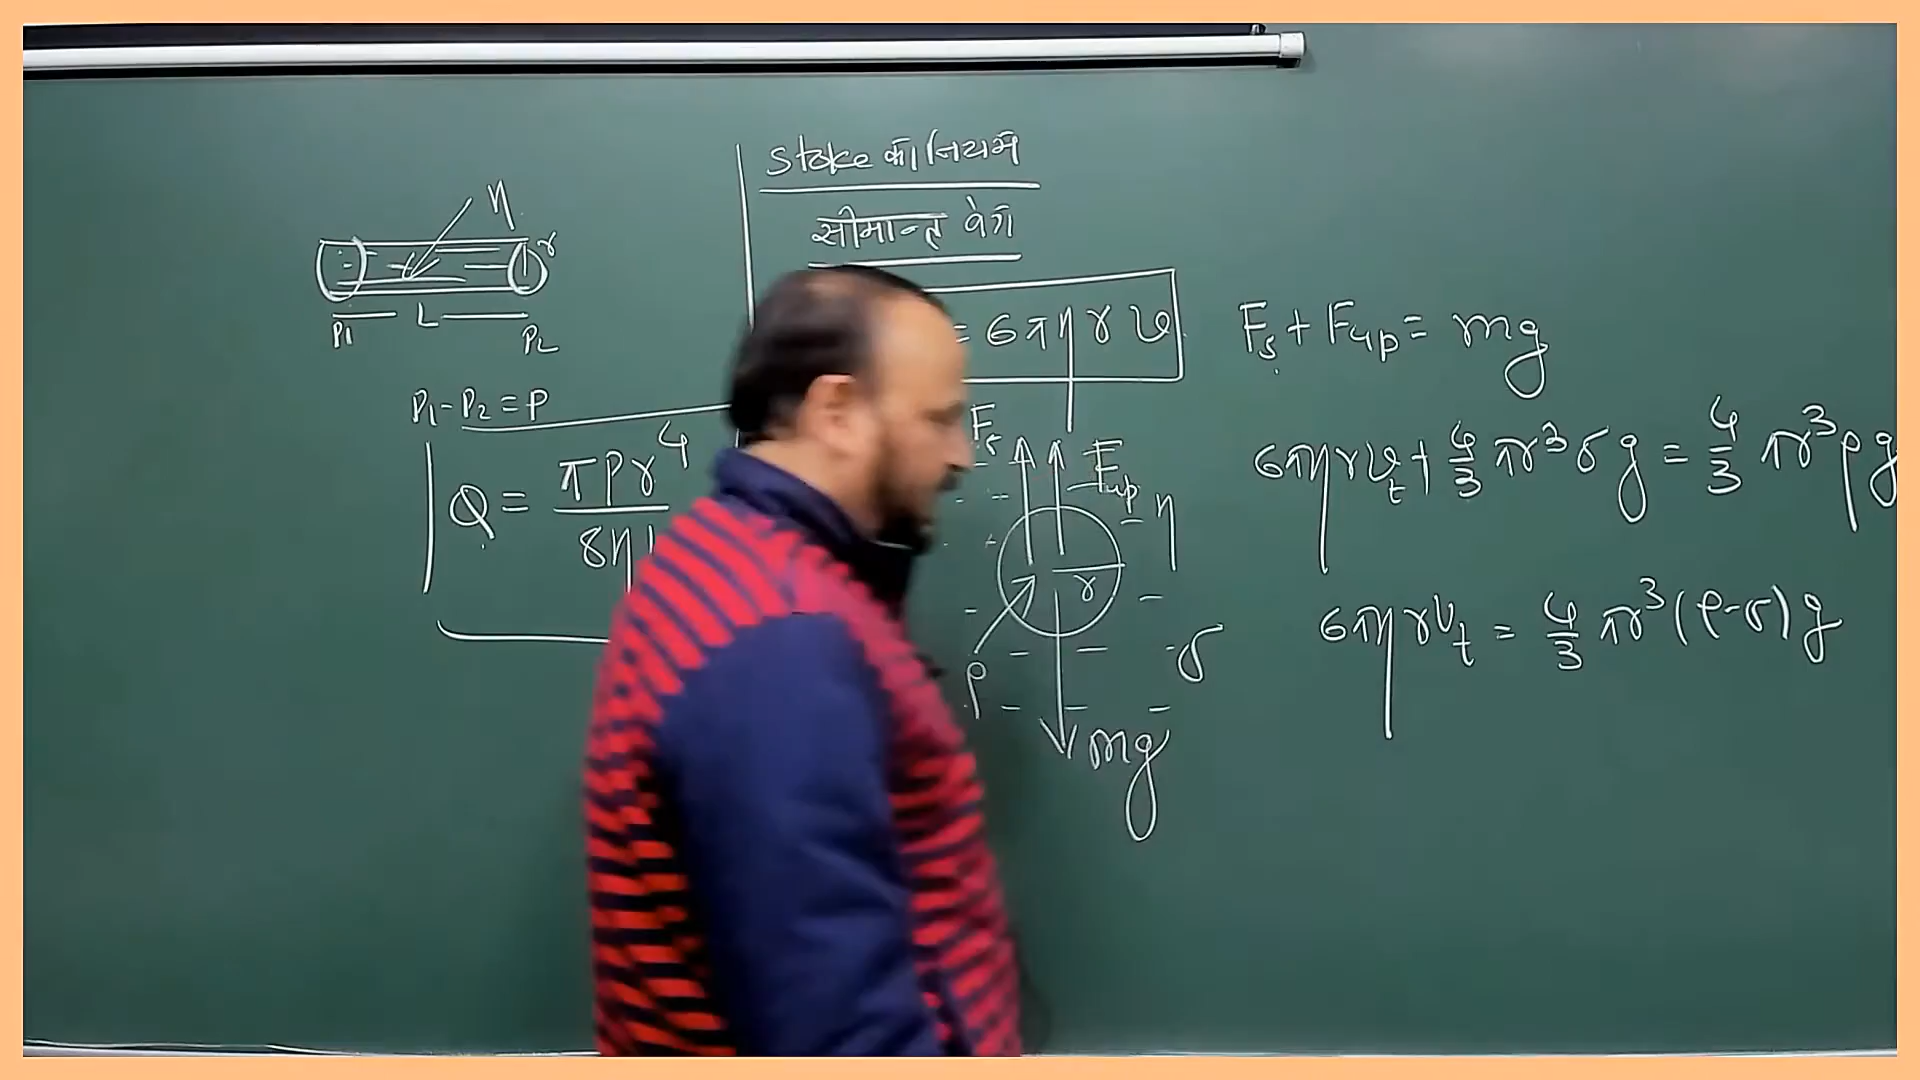 η
r
L
P1
P2
P1-P2=P
Q = πPr⁴
8η
Stoke का नियम
सीमान्त वेग
= 6πηrv
Fs
Fup
η
r
ρ
σ
mg
Fs + Fup = mg
6πηrvt + 4/3 πr³σg = 4/3 πr³ρg
6πηrvt = 4/3 πr³(ρ-σ)g